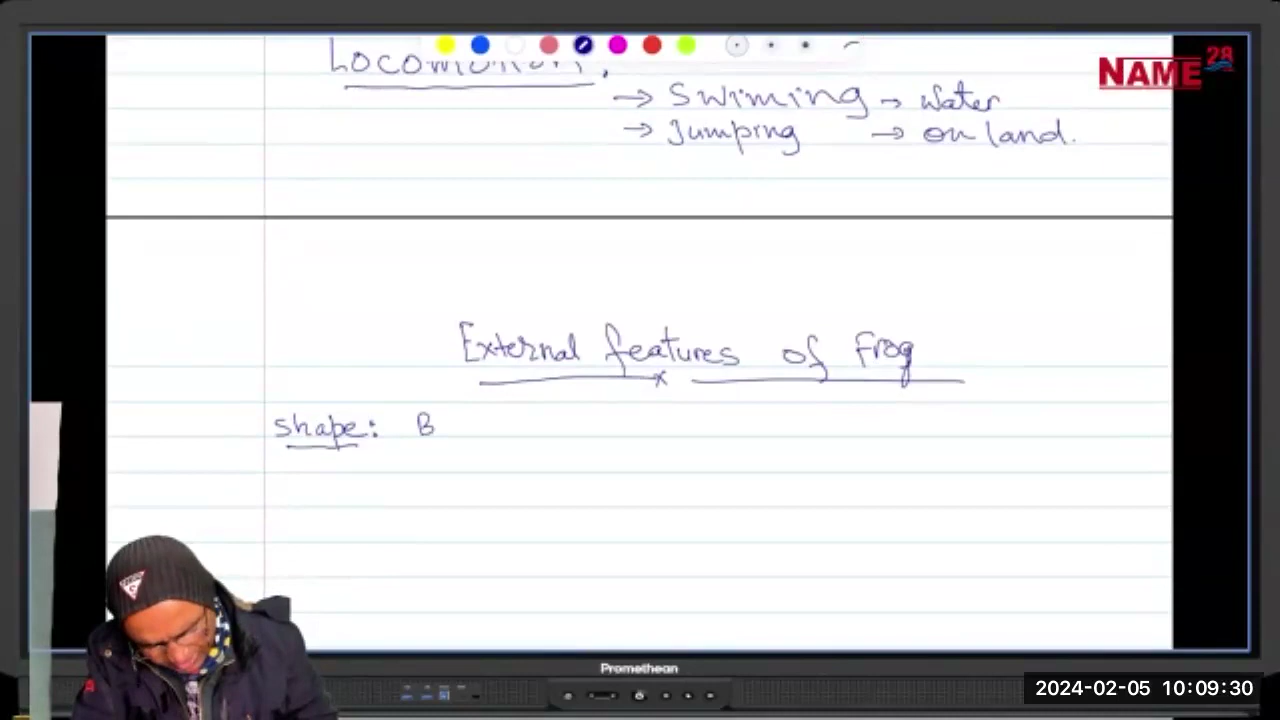 Locomotion,
→ Swiming → Water
→ Jumping → on land.
External features of Frog
shape: B
NAME 28
Promethean
2024-02-05 10:09:30